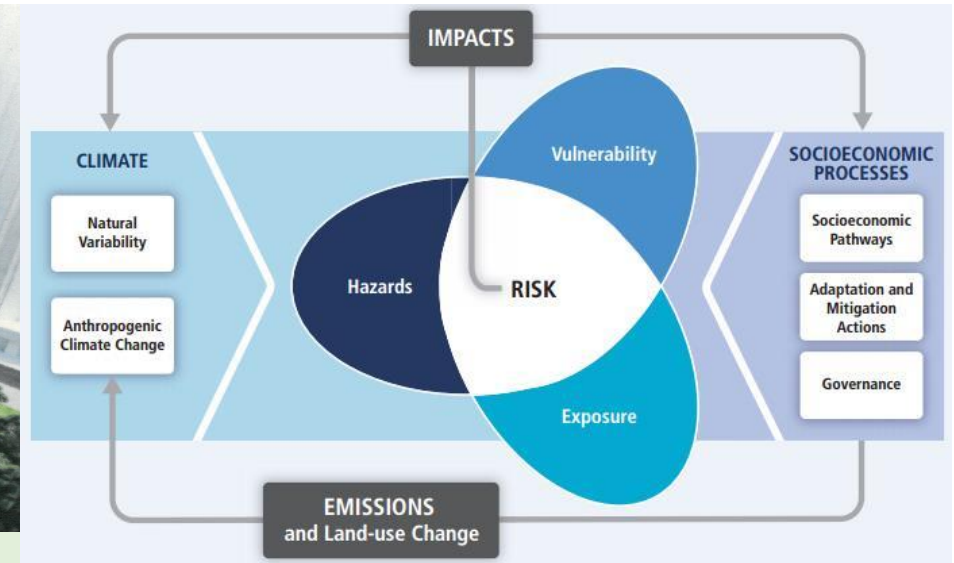 IMPACTS
CLIMATE
Natural
Variability
Anthropogenic
Climate Change
Vulnerability
Hazards
RISK
Exposure
SOCIOECONOMIC
PROCESSES
Socioeconomic
Pathways
Adaptation and
Mitigation
Actions
Governance
EMISSIONS
and Land-use Change